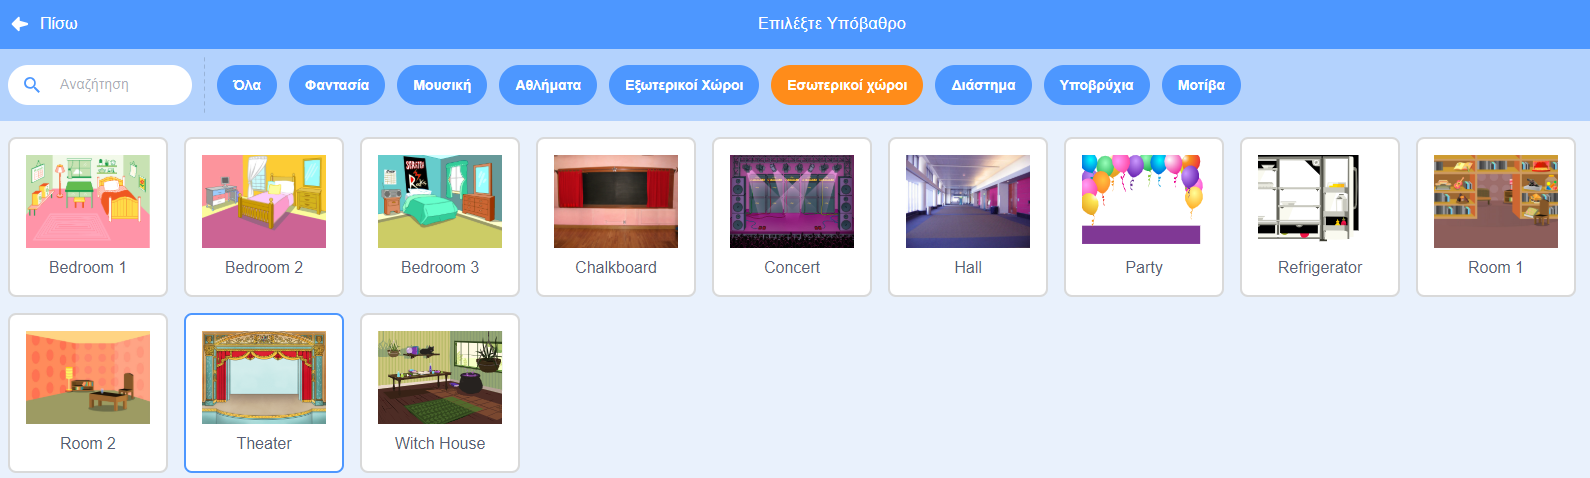 Πίσω Επιλέξτε Υπόβαθρο
Αναζήτηση Όλα Φαντασία Μουσική Αθλήματα Εξωτερικοί Χώροι Εσωτερικοί χώροι Διάστημα Υποβρύχια Μοτίβα
Bedroom 1 Bedroom 2 Bedroom 3 Chalkboard Concert Hall Party Refrigerator Room 1
Room 2 Theater Witch House